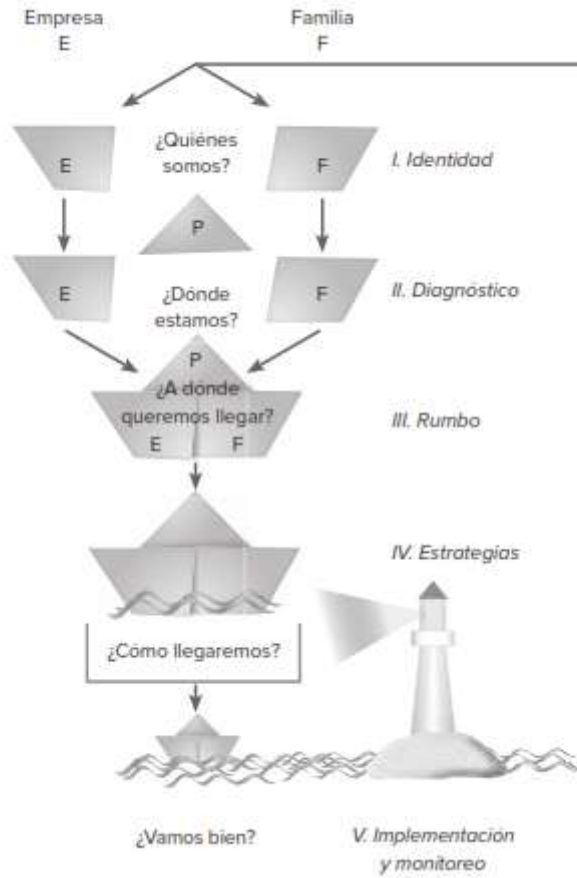 Empresa
E
Familia
F
¿Quiénes
somos?
E
F
I. Identidad
P
E
F
II. Diagnóstico
¿Dónde
estamos?
P
¿A dónde
queremos llegar?
E
F
III. Rumbo
IV. Estrategias
¿Cómo llegaremos?
¿Vamos bien?
V. Implementación
y monitoreo